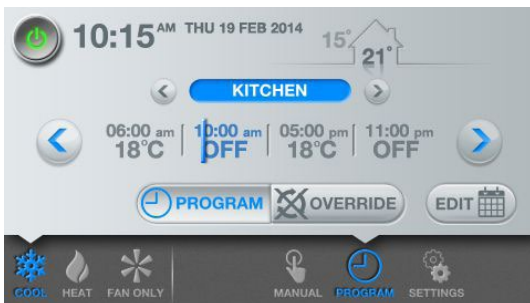 10:15 AM THU 19 FEB 2014 15° 21°
KITCHEN
06:00 am 10:00 am 05:00 pm 11:00 pm
18°C OFF 18°C OFF
PROGRAM OVERRIDE EDIT
COOL HEAT FAN ONLY MANUAL PROGRAM SETTINGS